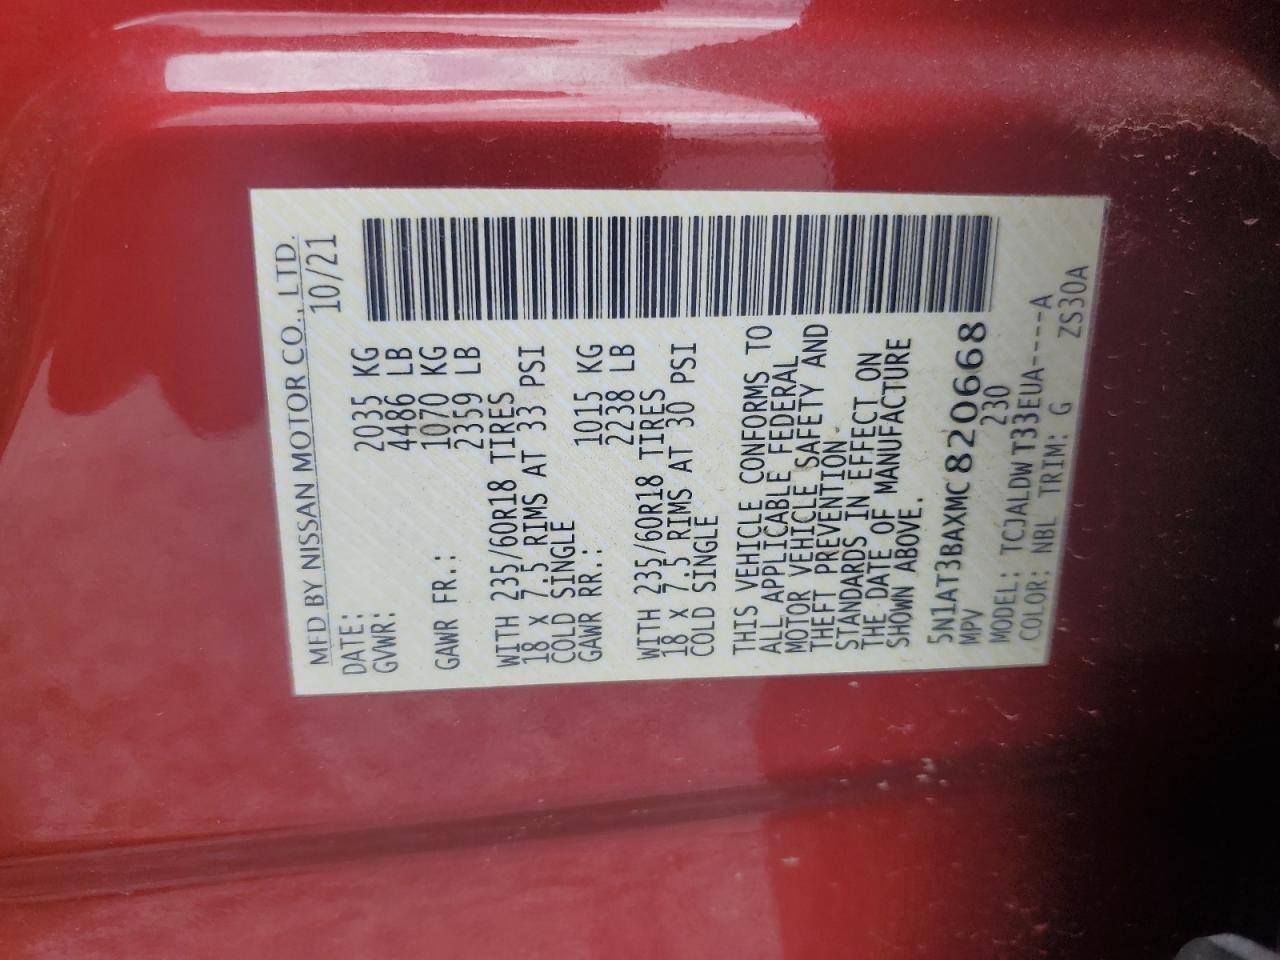 MFD BY NISSAN MOTOR CO., LTD.
DATE: 10/21
GVWR: 2035 KG
4486 LB
GAWR FR.: 1070 KG
2359 LB
WITH 235/60R18 TIRES
18 X 7.5 RIMS AT 33 PSI
COLD SINGLE
GAWR RR.: 1015 KG
2238 LB
WITH 235/60R18 TIRES
18 X 7.5 RIMS AT 30 PSI
COLD SINGLE
THIS VEHICLE CONFORMS TO
ALL APPLICABLE FEDERAL
MOTOR VEHICLE SAFETY AND
THEFT PREVENTION
STANDARDS IN EFFECT ON
THE DATE OF MANUFACTURE
SHOWN ABOVE.
5N1AT3BAXMC820668
MPV 230
MODEL: TCJALDWT33EUA----A
COLOR: NBL TRIM: G ZS30A